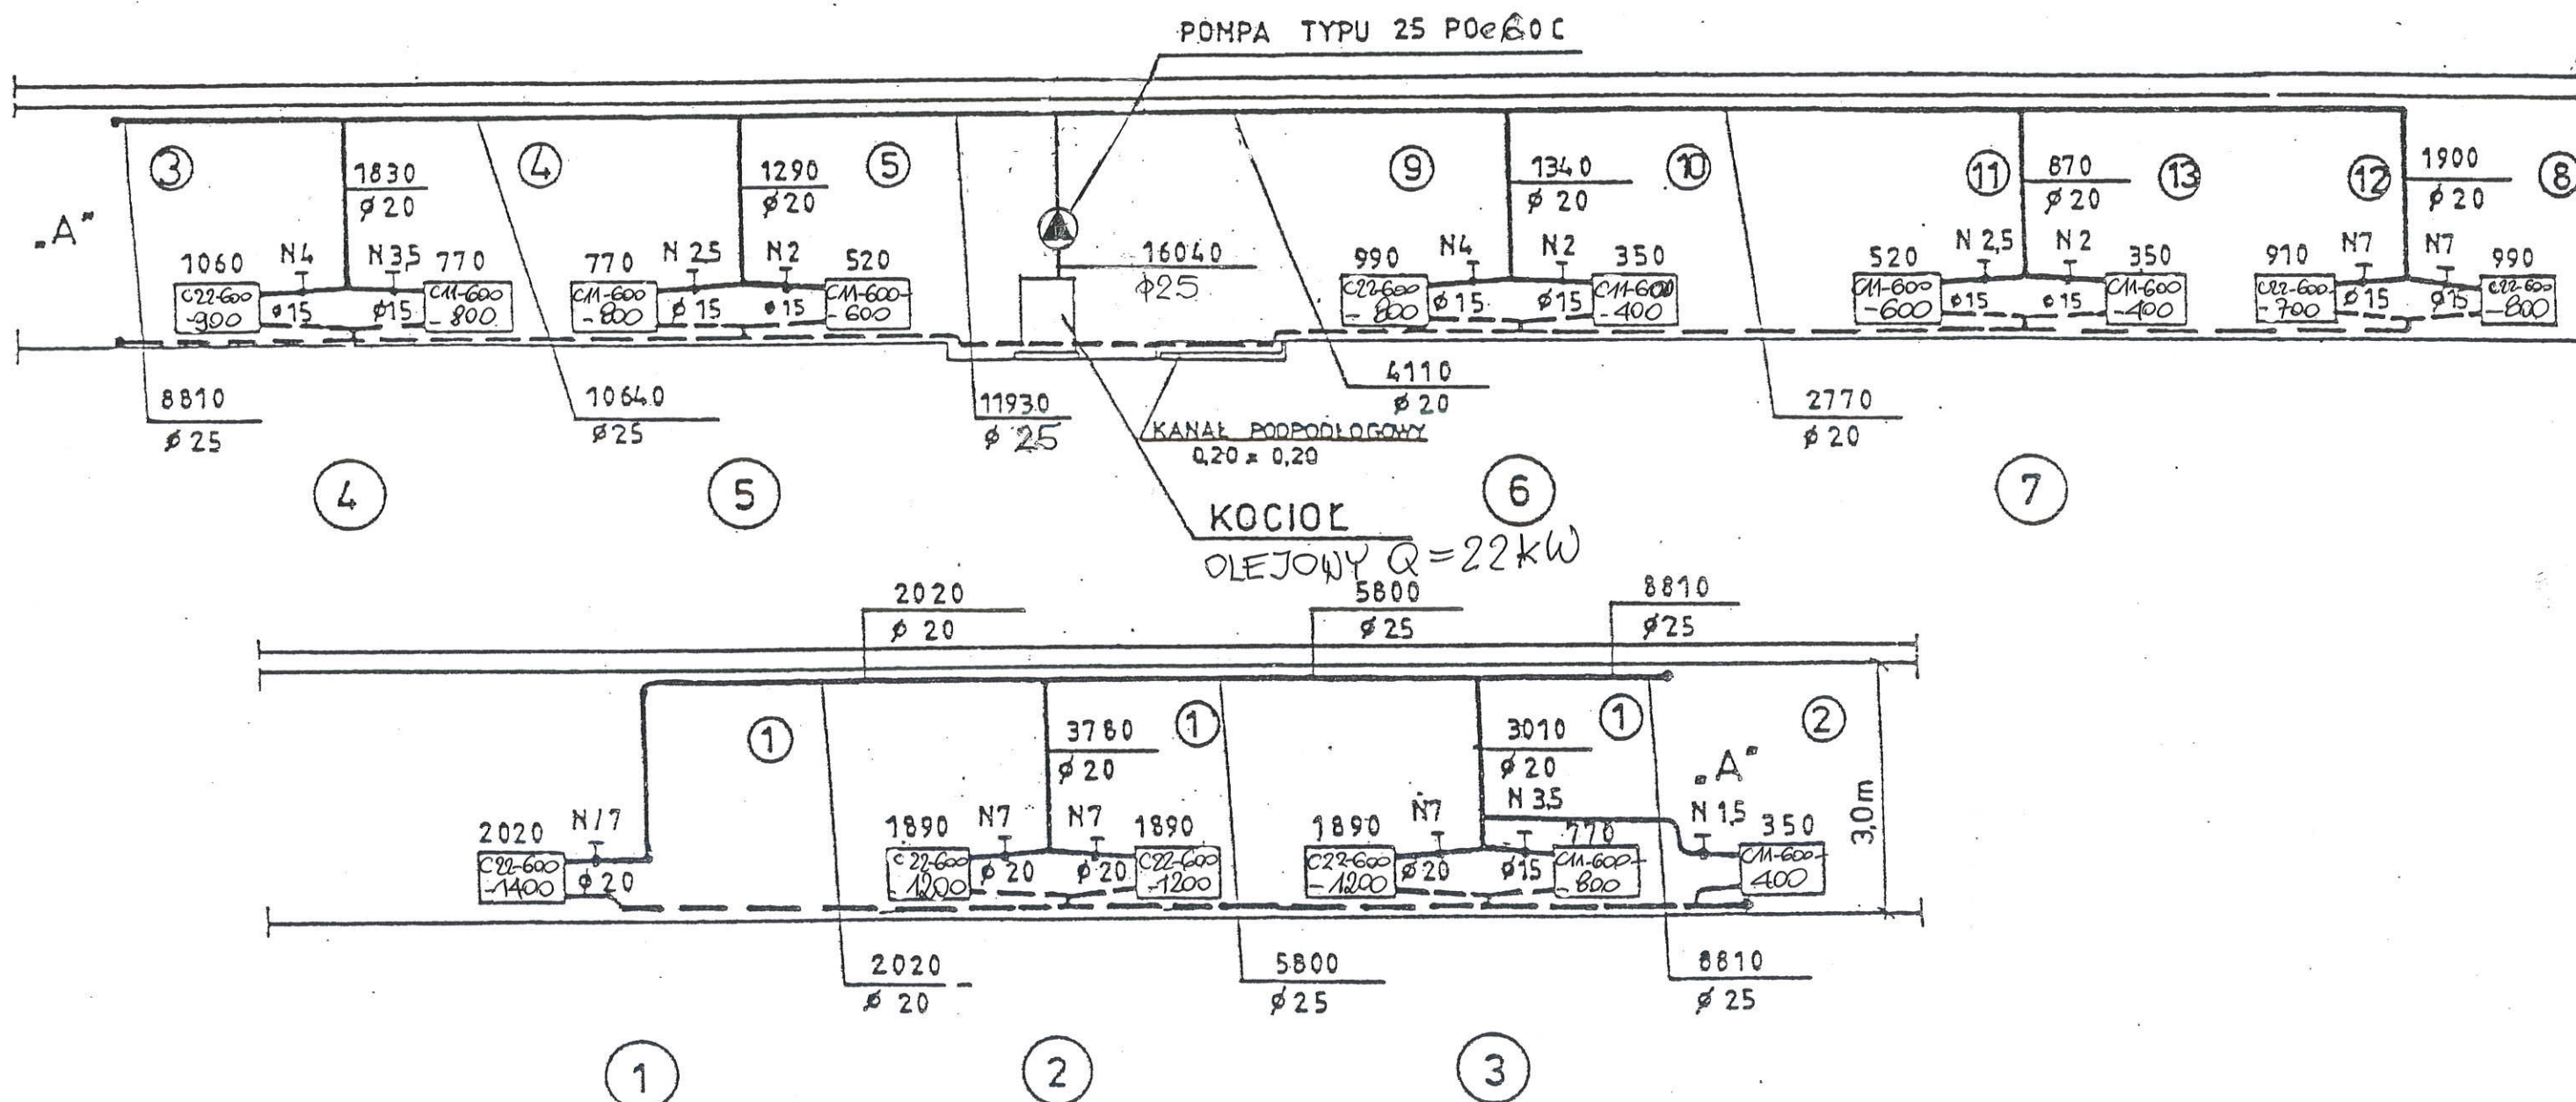 POMPA TYPU 25 POe60C
"A"
3
1830
ø 20
4
1290
ø 20
5
9
1340
ø 20
10
11
870
ø 20
13
12
1900
ø 20
8
1060
N4
N3,5
770
770
N 2,5
N2
520
16040
ø25
990
N4
N2
350
520
N 2,5
N2
350
910
N7
N7
990
C22-600
-900
ø15
ø15
C11-600
- 800
C11-600
- 800
ø15
ø15
C11-600-
- 600
C22-600
- 800
ø15
ø15
C11-600
-400
C11-600
-600
ø15
ø15
C11-600
-400
C22-600-
- 700
ø15
ø15
C22-600
-800
8810
ø 25
10640
ø25
11930
ø 25
KANAŁ PODPODŁOGOWY
0,20 x 0,20
4110
ø 20
2770
ø 20
4
5
6
7
KOCIOŁ
OLEJOWY Q=22kW
2020
ø 20
5800
ø 25
8810
ø25
1
3780
ø 20
1
3010
ø 20
1
2
"A"
3,0m
2020
N/7
1890
N7
N7
1890
1890
N7
N 3,5
770
N 1,5
350
C22-600
-1400
ø 20
C22-600
- 1200
ø 20
ø 20
C22-600
-1200
C22-600
- 1200
ø 20
ø15
C11-600-
- 800
C11-600-
400
2020
ø 20
5800
ø 25
8810
ø 25
1
2
3